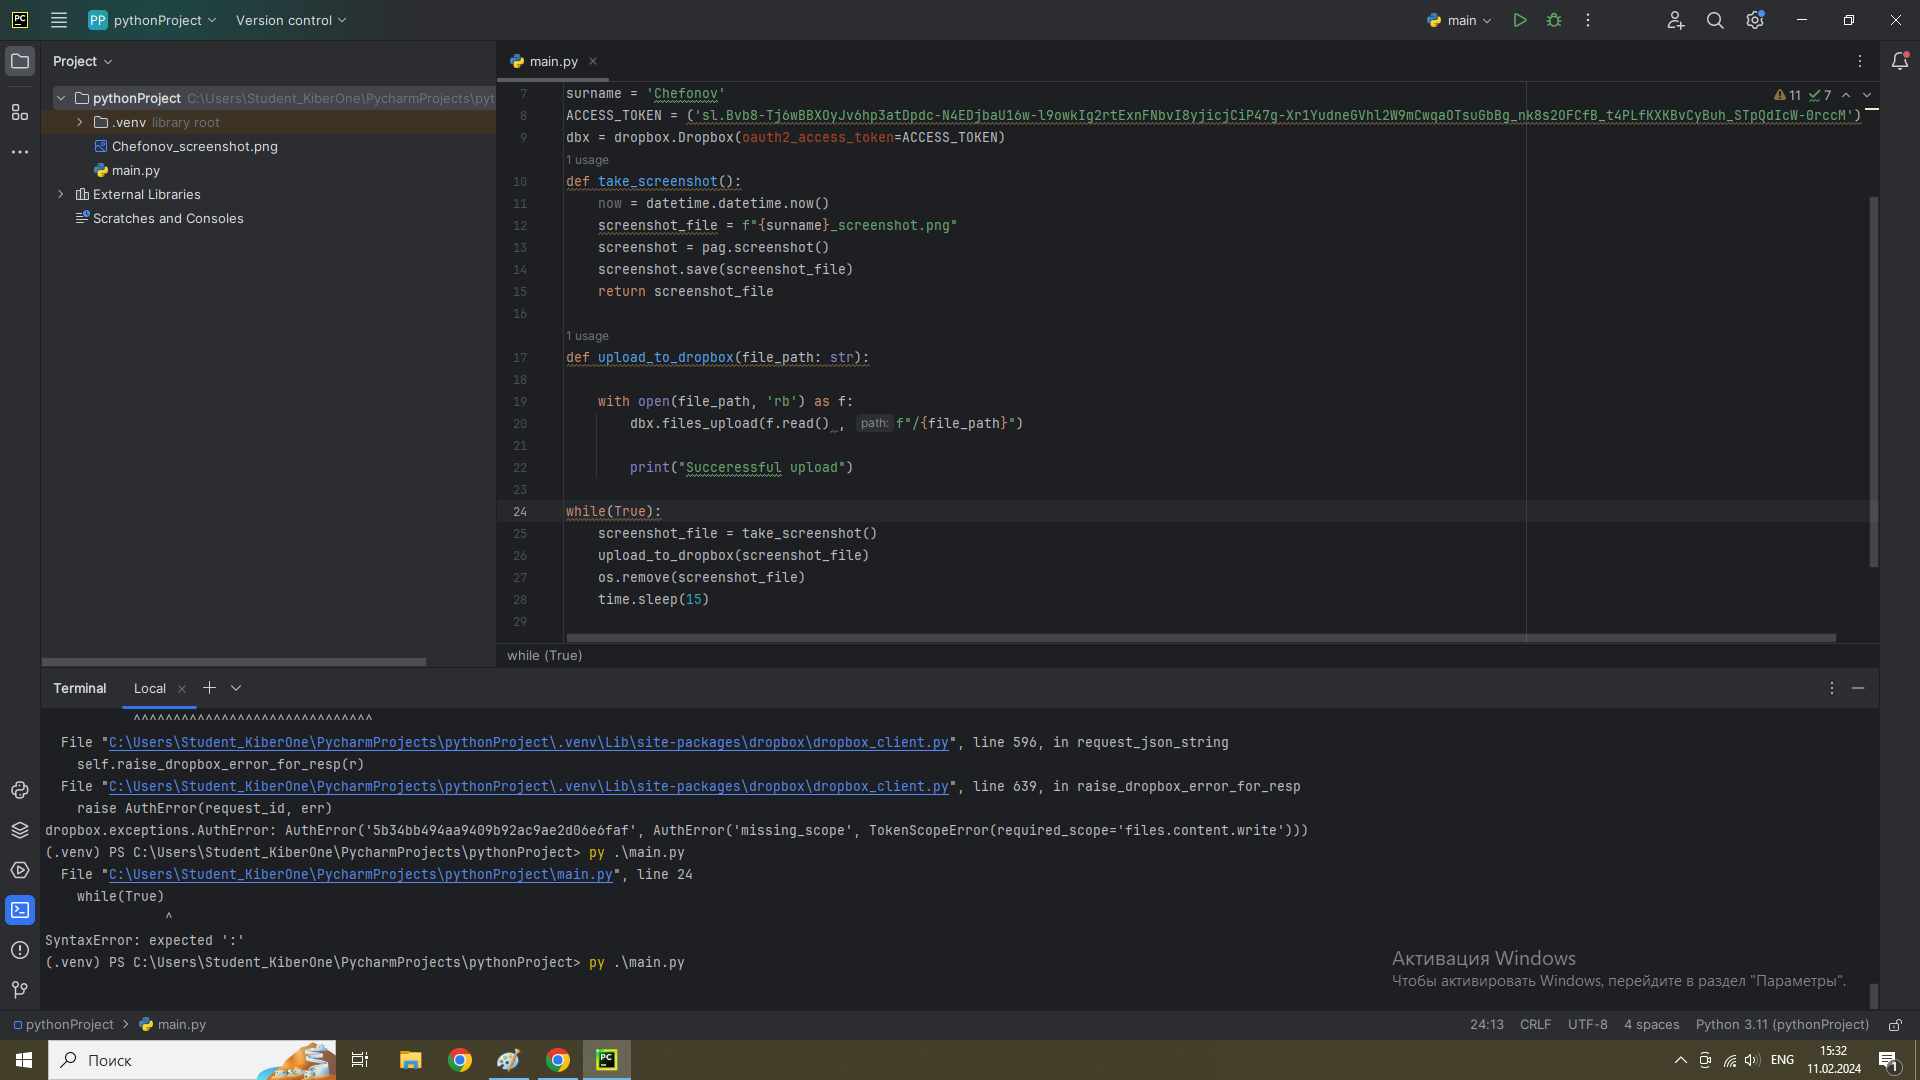 PC
PP pythonProject
Version control
main
Project
main.py
pythonProject C:\Users\Student_KiberOne\PycharmProjects\pyt
.venv library root
Chefonov_screenshot.png
main.py
External Libraries
Scratches and Consoles
11 7
7 surname = 'Chefonov'
8 ACCESS_TOKEN = ('sl.Bvb8-Tj6wBBXOyJv6hp3atDpdc-N4EDjbaU16w-l9owkIg2rtExnFNbvI8yjicjCiP47g-Xr1YudneGVhl2W9mCwqaOTsuGbBg_nk8s2OFCfB_t4PLfKXKBvCyBuh_STpQdIcW-0rccM')
9 dbx = dropbox.Dropbox(oauth2_access_token=ACCESS_TOKEN)
1 usage
10 def take_screenshot():
11 now = datetime.datetime.now()
12 screenshot_file = f"{surname}_screenshot.png"
13 screenshot = pag.screenshot()
14 screenshot.save(screenshot_file)
15 return screenshot_file
16
1 usage
17 def upload_to_dropbox(file_path: str):
18
19 with open(file_path, 'rb') as f:
20 dbx.files_upload(f.read() , path: f"/{file_path}")
21
22 print("Succeressful upload")
23
24 while(True):
25 screenshot_file = take_screenshot()
26 upload_to_dropbox(screenshot_file)
27 os.remove(screenshot_file)
28 time.sleep(15)
29
while (True)
Terminal
Local
^^^^^^^^^^^^^^^^^^^^^^^^^^^^^^
File "C:\Users\Student_KiberOne\PycharmProjects\pythonProject\.venv\Lib\site-packages\dropbox\dropbox_client.py", line 596, in request_json_string
self.raise_dropbox_error_for_resp(r)
File "C:\Users\Student_KiberOne\PycharmProjects\pythonProject\.venv\Lib\site-packages\dropbox\dropbox_client.py", line 639, in raise_dropbox_error_for_resp
raise AuthError(request_id, err)
dropbox.exceptions.AuthError: AuthError('5b34bb494aa9409b92ac9ae2d06e6faf', AuthError('missing_scope', TokenScopeError(required_scope='files.content.write')))
(.venv) PS C:\Users\Student_KiberOne\PycharmProjects\pythonProject> py .\main.py
File "C:\Users\Student_KiberOne\PycharmProjects\pythonProject\main.py", line 24
while(True)
^
SyntaxError: expected ':'
(.venv) PS C:\Users\Student_KiberOne\PycharmProjects\pythonProject> py .\main.py
Активация Windows
Чтобы активировать Windows, перейдите в раздел "Параметры".
pythonProject > main.py
24:13 CRLF UTF-8 4 spaces Python 3.11 (pythonProject)
Поиск
PC
ENG
15:32
11.02.2024
1